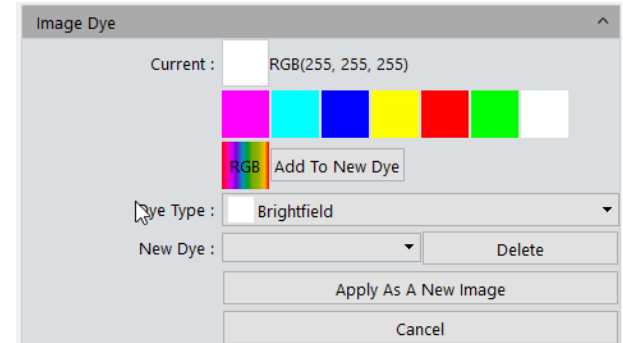 Image Dye
Current : RGB(255, 255, 255)
RGB Add To New Dye
Dye Type : Brightfield
New Dye : Delete
Apply As A New Image
Cancel